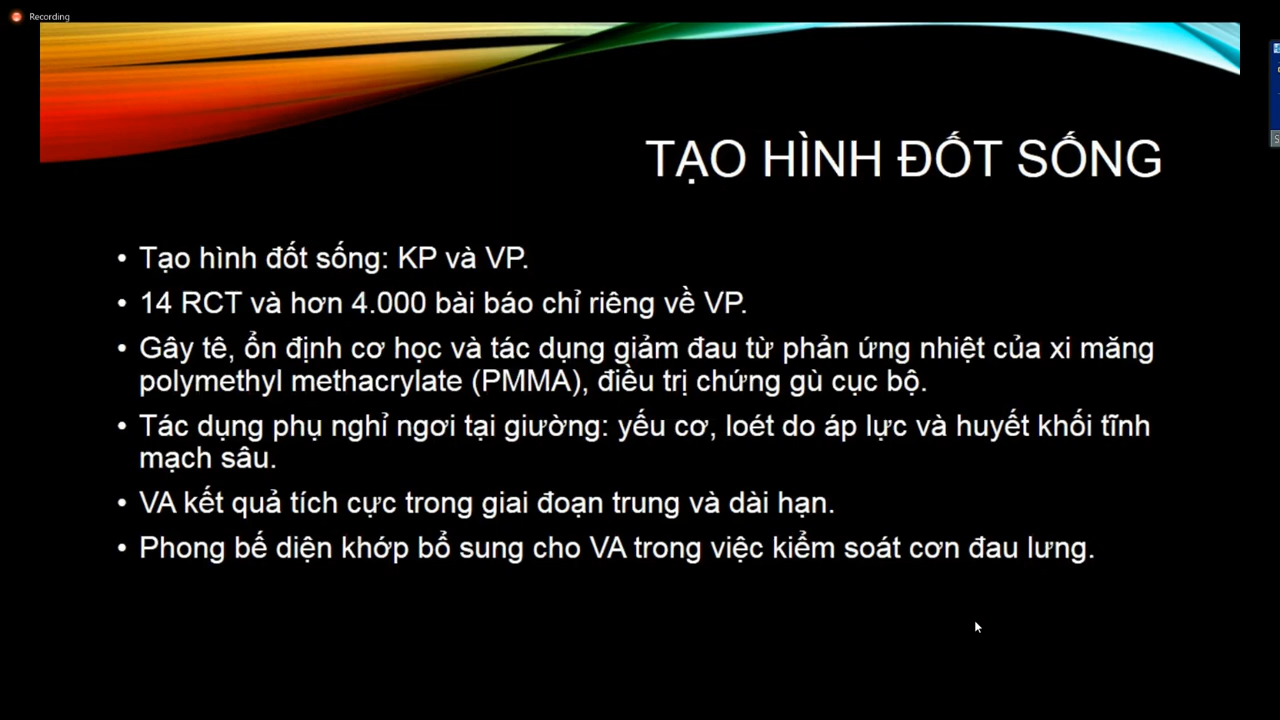 Recording
TẠO HÌNH ĐỐT SỐNG
• Tạo hình đốt sống: KP và VP.
• 14 RCT và hơn 4.000 bài báo chỉ riêng về VP.
• Gây tê, ổn định cơ học và tác dụng giảm đau từ phản ứng nhiệt của xi măng
polymethyl methacrylate (PMMA), điều trị chứng gù cục bộ.
• Tác dụng phụ nghỉ ngơi tại giường: yếu cơ, loét do áp lực và huyết khối tĩnh
mạch sâu.
• VA kết quả tích cực trong giai đoạn trung và dài hạn.
• Phong bế diện khớp bổ sung cho VA trong việc kiểm soát cơn đau lưng.